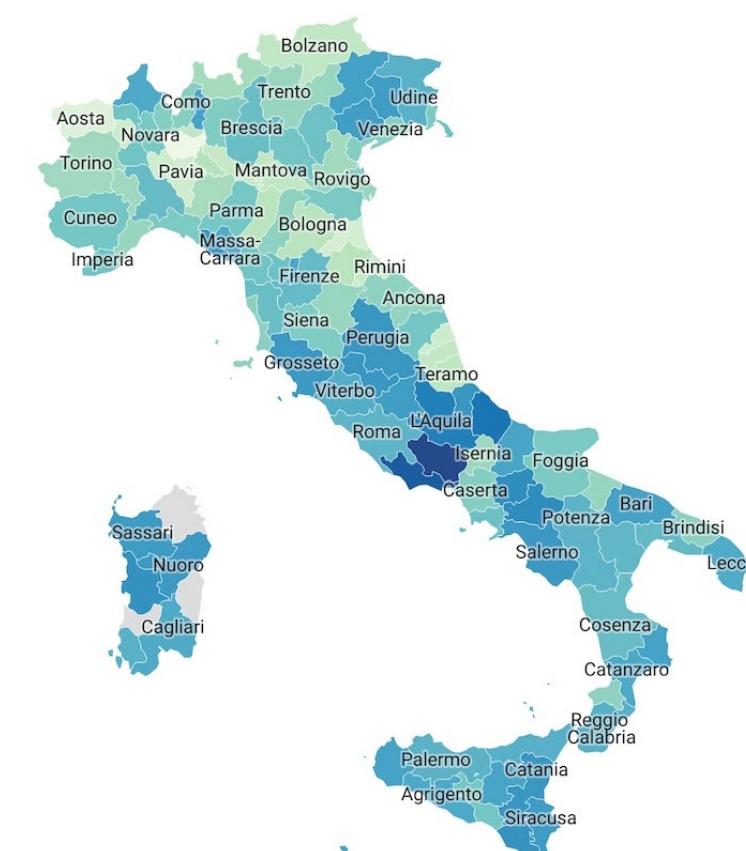 Bolzano
Trento
Udine
Como
Aosta
Novara
Brescia
Venezia
Torino
Pavia
Mantova
Rovigo
Cuneo
Parma
Bologna
Massa-
Carrara
Imperia
Firenze
Rimini
Ancona
Siena
Perugia
Grosseto
Teramo
Viterbo
L'Aquila
Roma
Isernia
Foggia
Caserta
Bari
Potenza
Brindisi
Sassari
Salerno
Nuoro
Lecc
Cagliari
Cosenza
Catanzaro
Reggio
Calabria
Palermo
Catania
Agrigento
Siracusa